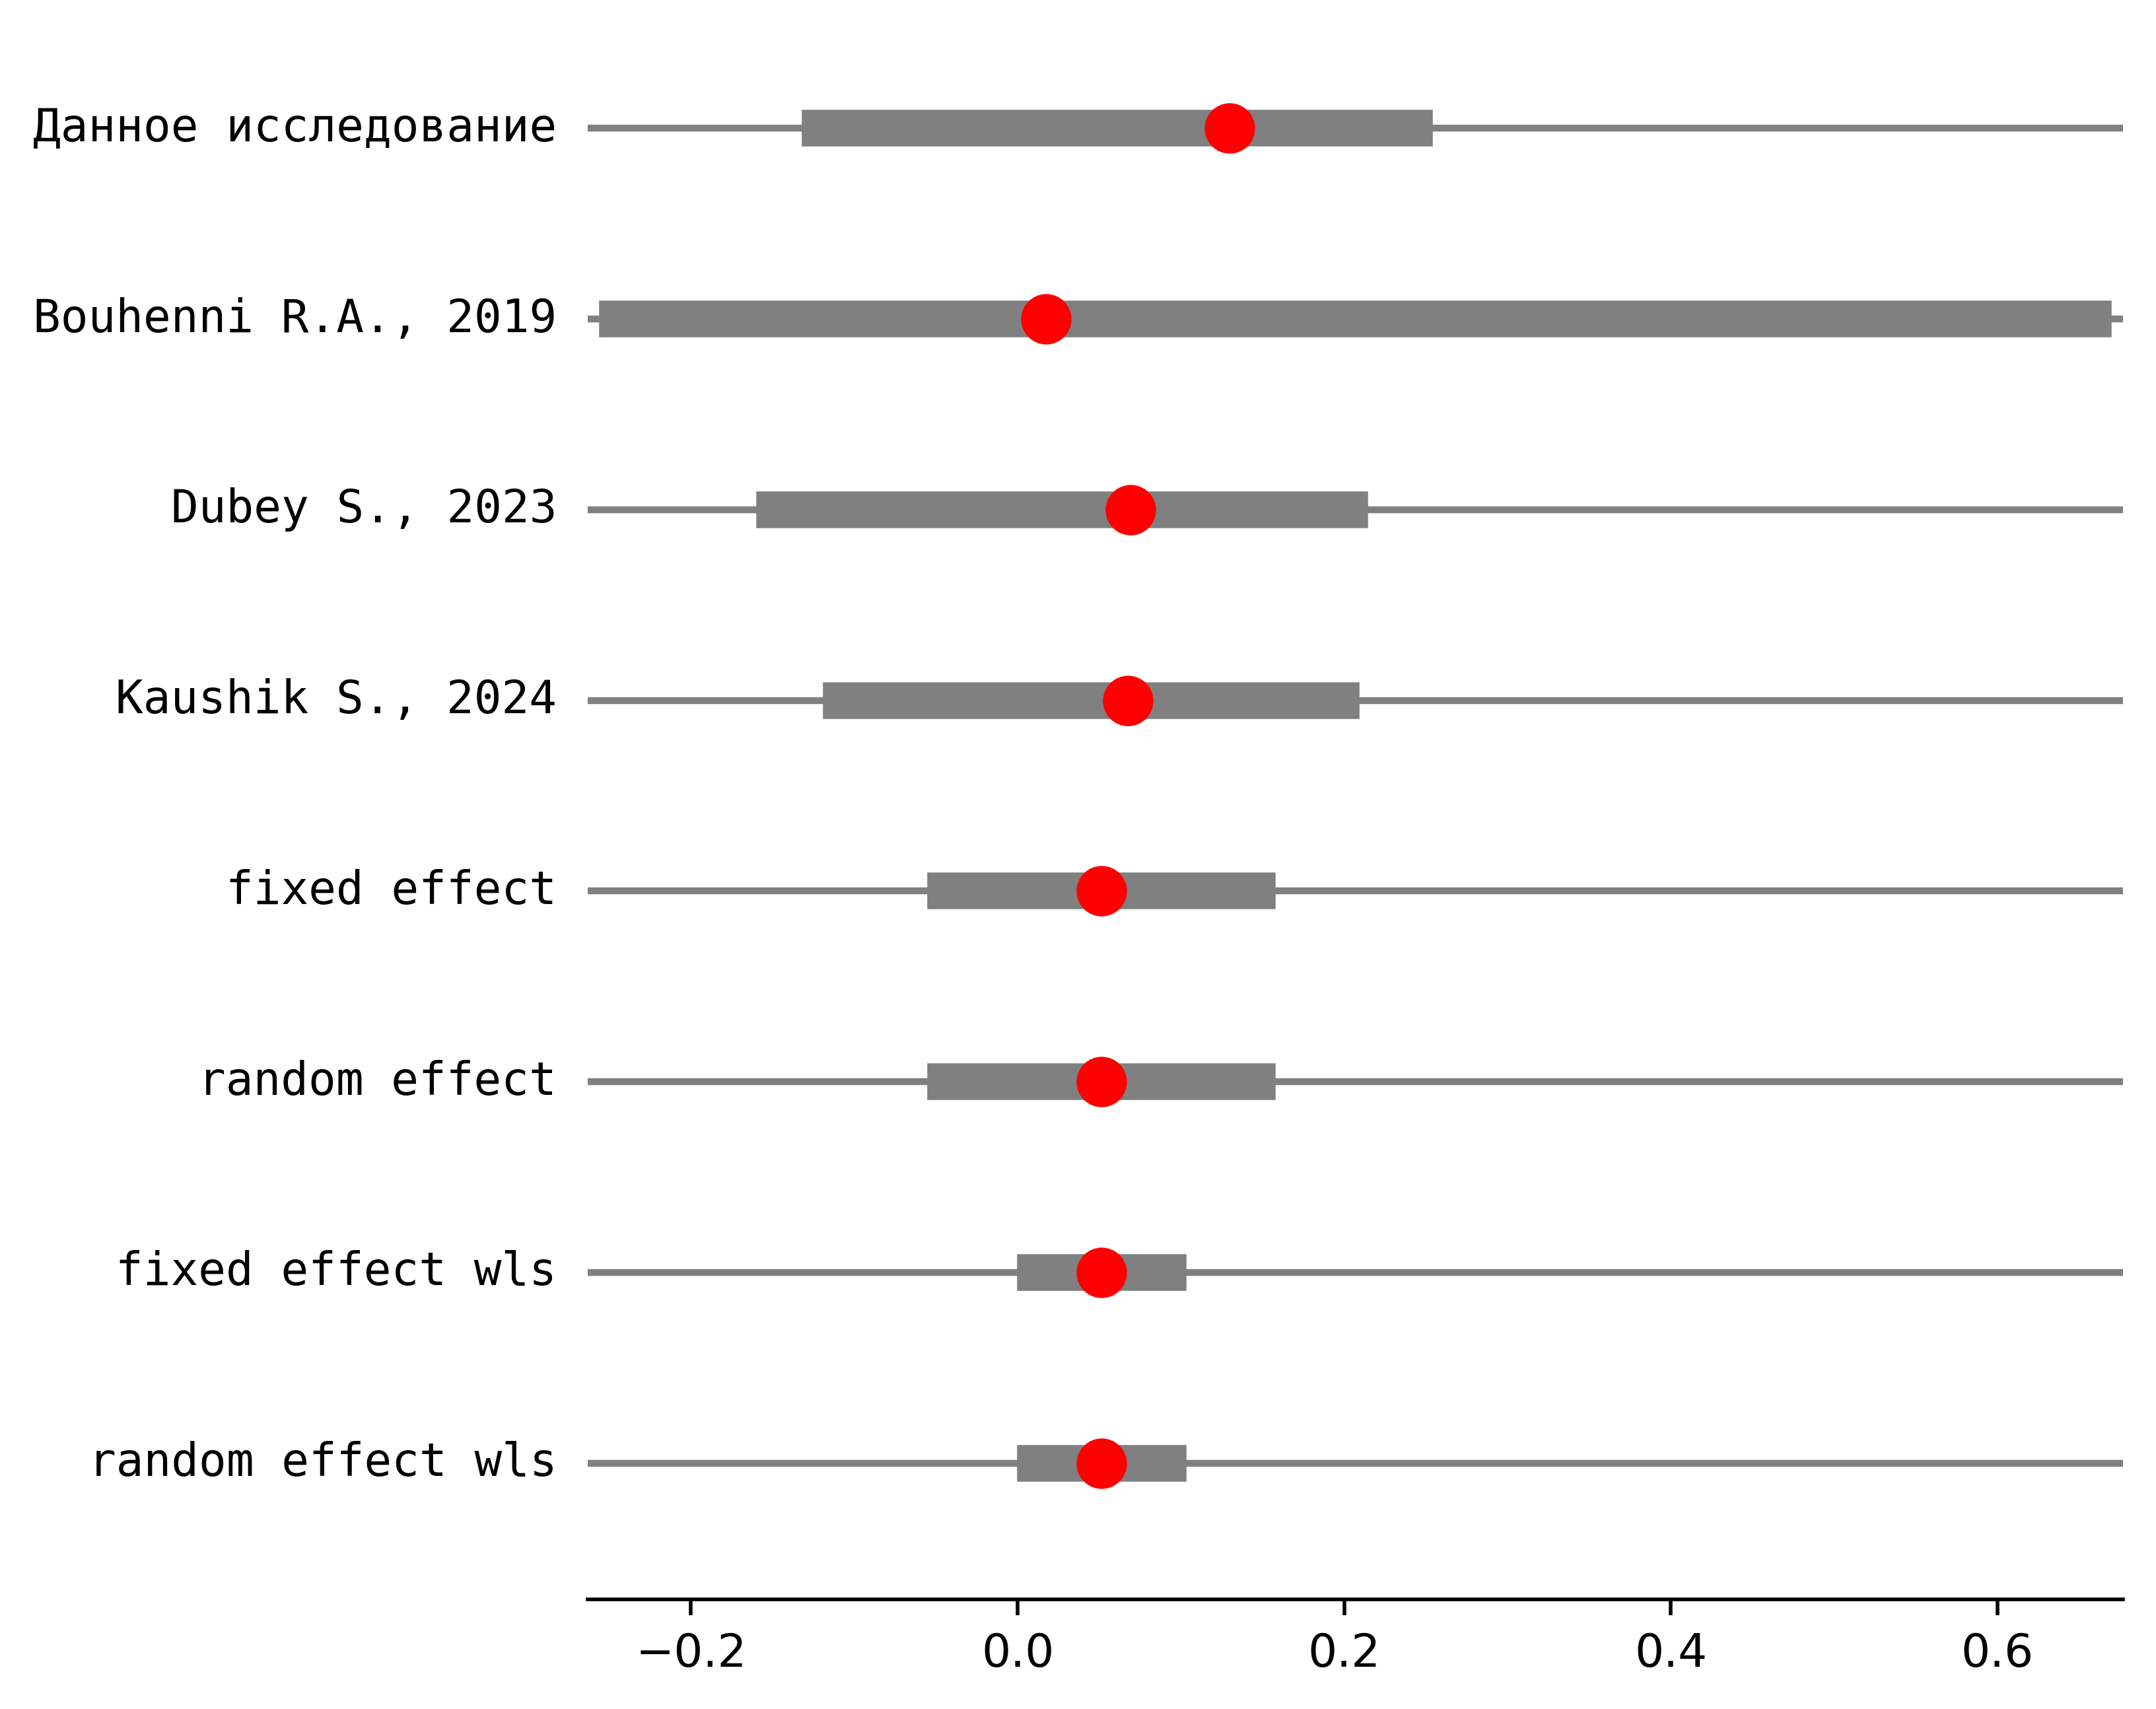 Данное исследование
Bouhenni R.A., 2019
Dubey S., 2023
Kaushik S., 2024
fixed effect
random effect
fixed effect wls
random effect wls
−0.2 0.0 0.2 0.4 0.6